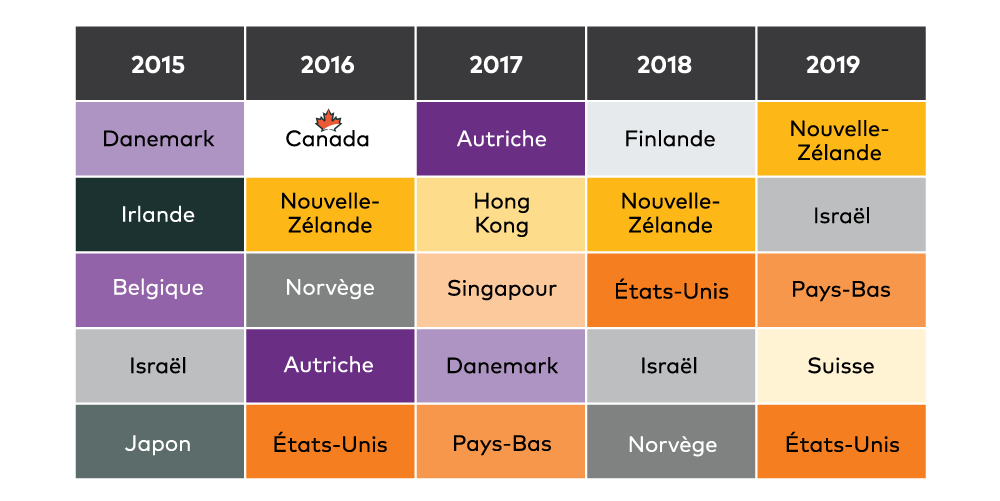 2015 2016 2017 2018 2019
Danemark Canada Autriche Finlande Nouvelle-
Zélande
Irlande Nouvelle-
Zélande Hong
Kong Nouvelle-
Zélande Israël
Belgique Norvège Singapour États-Unis Pays-Bas
Israël Autriche Danemark Israël Suisse
Japon États-Unis Pays-Bas Norvège États-Unis